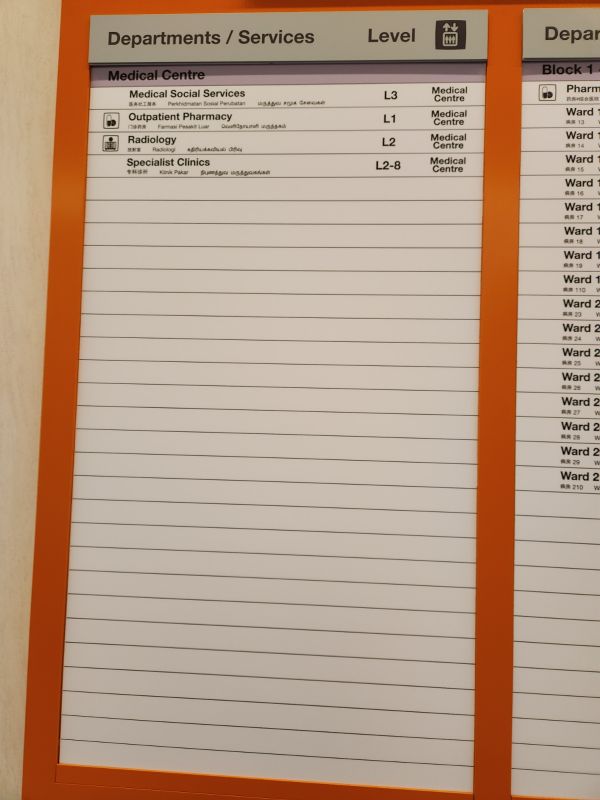 Departments / Services Level
Medical Centre
Medical Social Services L3 Medical Centre
医务社工服务 Perkhidmatan Sosial Perubatan மருத்துவ சமூக சேவைகள்
Outpatient Pharmacy L1 Medical Centre
门诊药房 Farmasi Pesakit Luar வெளிநோயாளி மருந்தகம்
Radiology L2 Medical Centre
放射室 Radiologi கதிரியக்கவியல் பிரிவு
Specialist Clinics L2-8 Medical Centre
专科诊所 Klinik Pakar நிபுணத்துவ மருத்துவகங்கள்
Depar
Block 1
Pharm
Ward 1
病房 13 W
Ward 1
病房 14 W
Ward 1
病房 15 W
Ward 1
病房 16 W
Ward 1
病房 17 W
Ward 1
病房 18 W
Ward 1
病房 19 W
Ward 1
病房 110 W
Ward 2
病房 23 W
Ward 2
病房 24 W
Ward 2
病房 25 W
Ward 2
病房 26 W
Ward 2
病房 27 W
Ward 2
病房 28 W
Ward 2
病房 29 W
Ward 2
病房 210 W